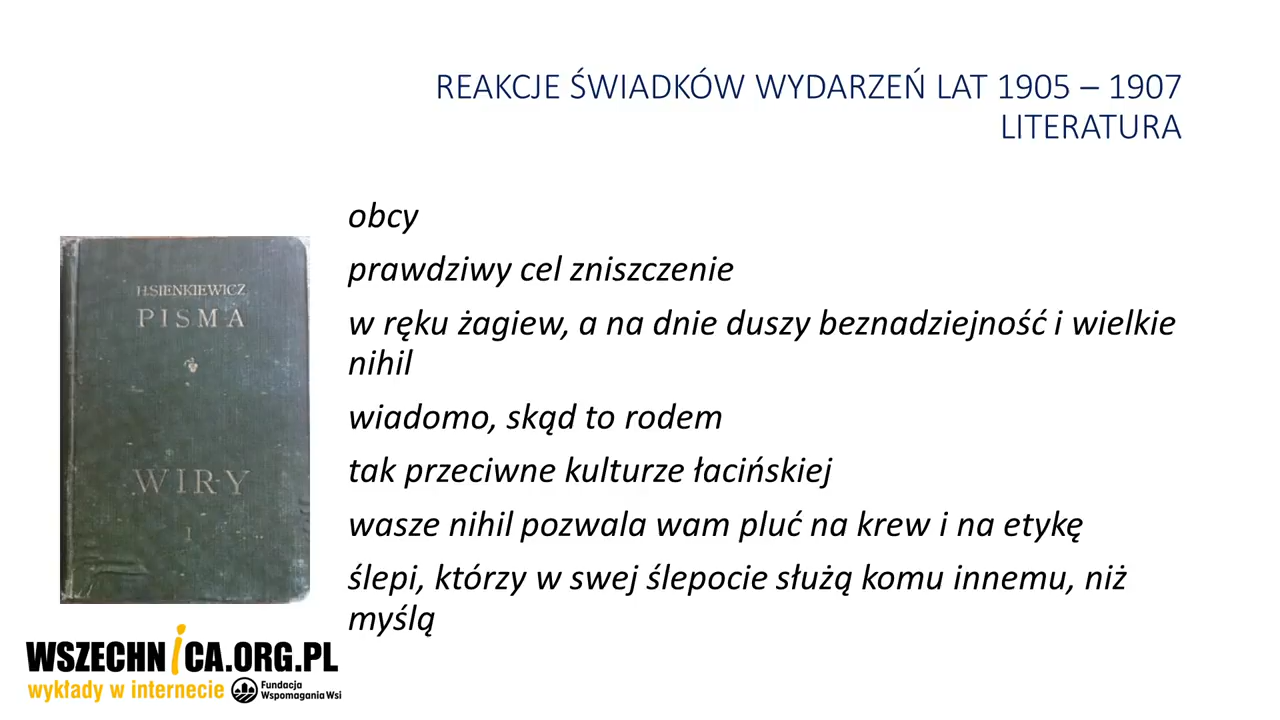 REAKCJE ŚWIADKÓW WYDARZEŃ LAT 1905 – 1907
LITERATURA
obcy
prawdziwy cel zniszczenie
w ręku żagiew, a na dnie duszy beznadziejność i wielkie
nihil
wiadomo, skąd to rodem
tak przeciwne kulturze łacińskiej
wasze nihil pozwala wam pluć na krew i na etykę
ślepi, którzy w swej ślepocie służą komu innemu, niż
myślą
H.SIENKIEWICZ
PISMA
WIRY
1
WSZECHNiCA.ORG.PL
wykłady w internecie
Fundacja
Wspomagania Wsi